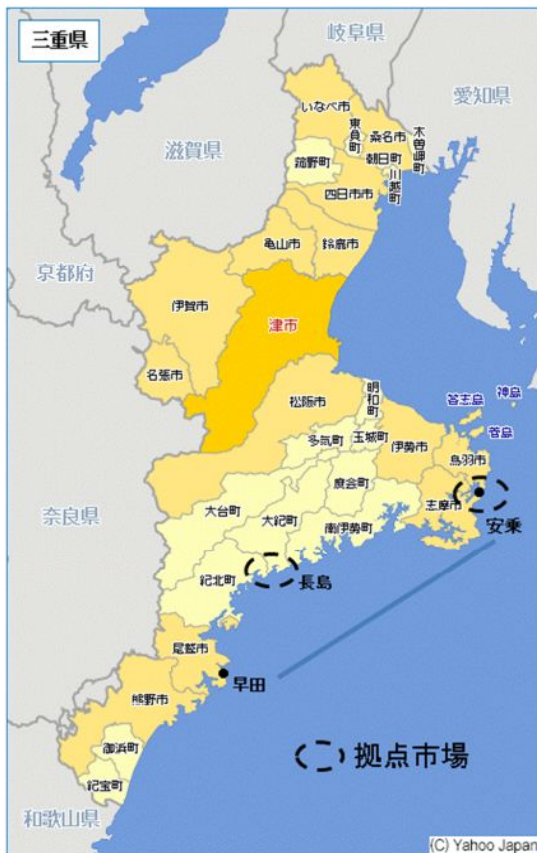 三重県
岐阜県
愛知県
いなべ市
東員町
桑名市
木曽岬町
朝日町
川越町
滋賀県
菰野町
四日市市
亀山市
鈴鹿市
京都府
伊賀市
津市
名張市
松阪市
明和町
答志島
神島
菅島
多気町
玉城町
伊勢市
鳥羽市
度会町
志摩市
奈良県
大台町
大紀町
南伊勢町
安乗
紀北町
長島
尾鷲市
早田
熊野市
御浜町
拠点市場
紀宝町
和歌山県
(C) Yahoo Japan